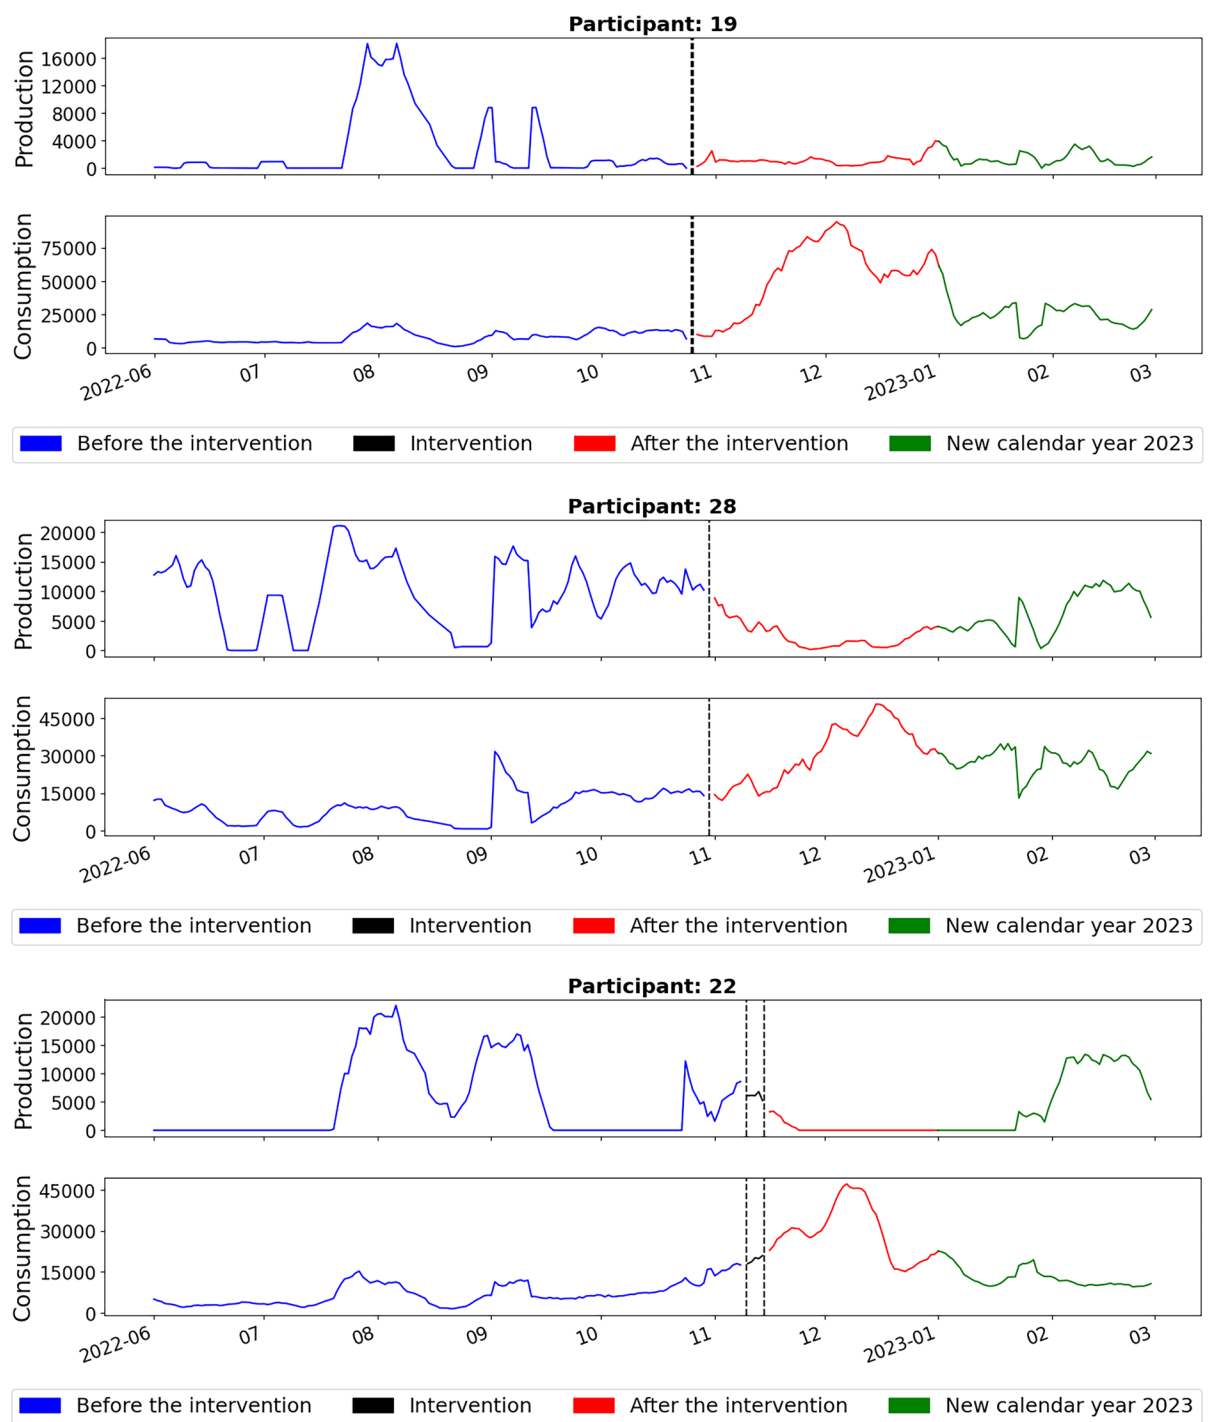 Participant: 19
Production
16000
12000
8000
4000
0
Consumption
75000
50000
25000
0
2022-06 07 08 09 10 11 12 2023-01 02 03
Before the intervention Intervention After the intervention New calendar year 2023
Participant: 28
Production
20000
15000
10000
5000
0
Consumption
45000
30000
15000
0
2022-06 07 08 09 10 11 12 2023-01 02 03
Before the intervention Intervention After the intervention New calendar year 2023
Participant: 22
Production
20000
15000
10000
5000
0
Consumption
45000
30000
15000
0
2022-06 07 08 09 10 11 12 2023-01 02 03
Before the intervention Intervention After the intervention New calendar year 2023